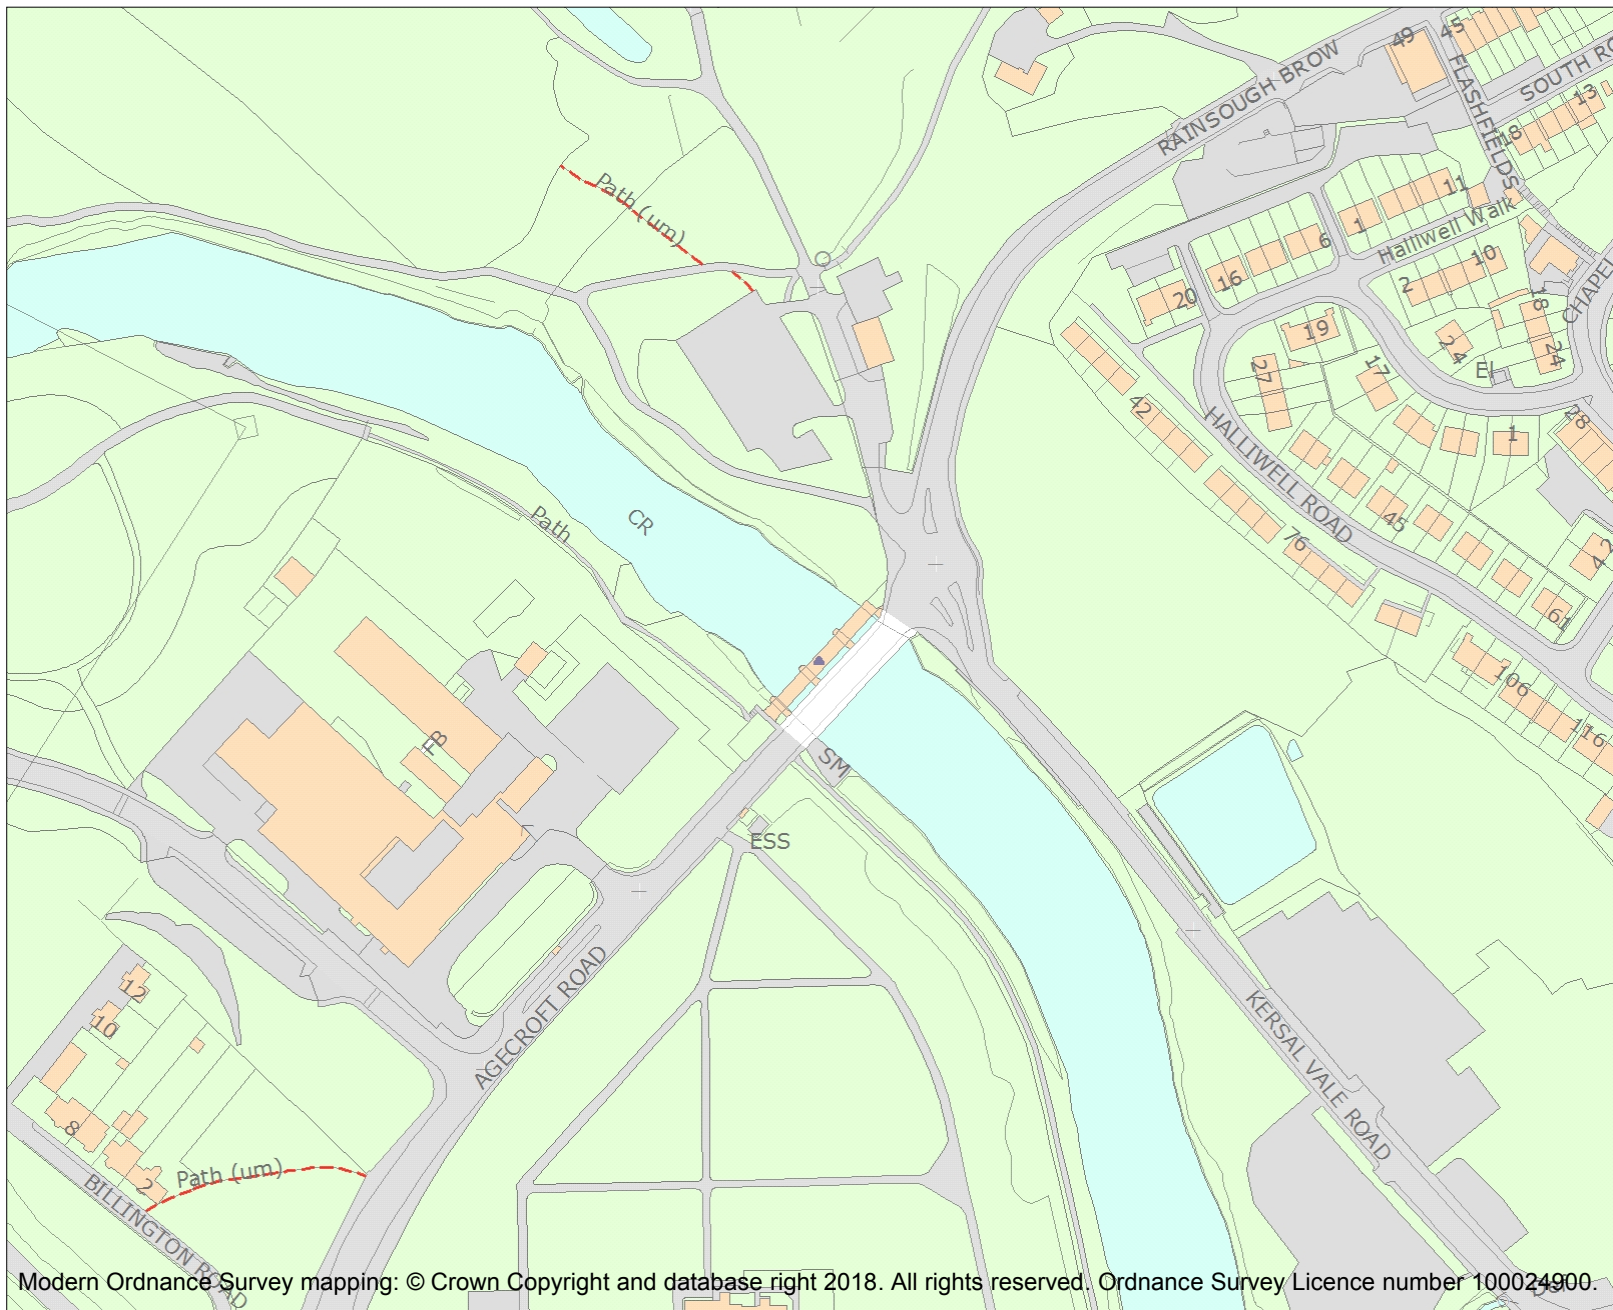 49
45
RAINSOUGH BROW
FLASHFIELDS
SOUTH RO
13
18
Path (um)
11
1
Halliwell Walk
6
10
2
16
20
18
CHAPEL
19
24
24
27
17
El
42
HALLIWELL ROAD
28
1
Path
CR
45
76
42
61
106
116
FB
SM
ESS
AGECROFT ROAD
12
10
KERSAL VALE ROAD
8
Path (um)
2
BILLINGTON ROAD
Modern Ordnance Survey mapping: © Crown Copyright and database right 2018. All rights reserved. Ordnance Survey Licence number 100024900.